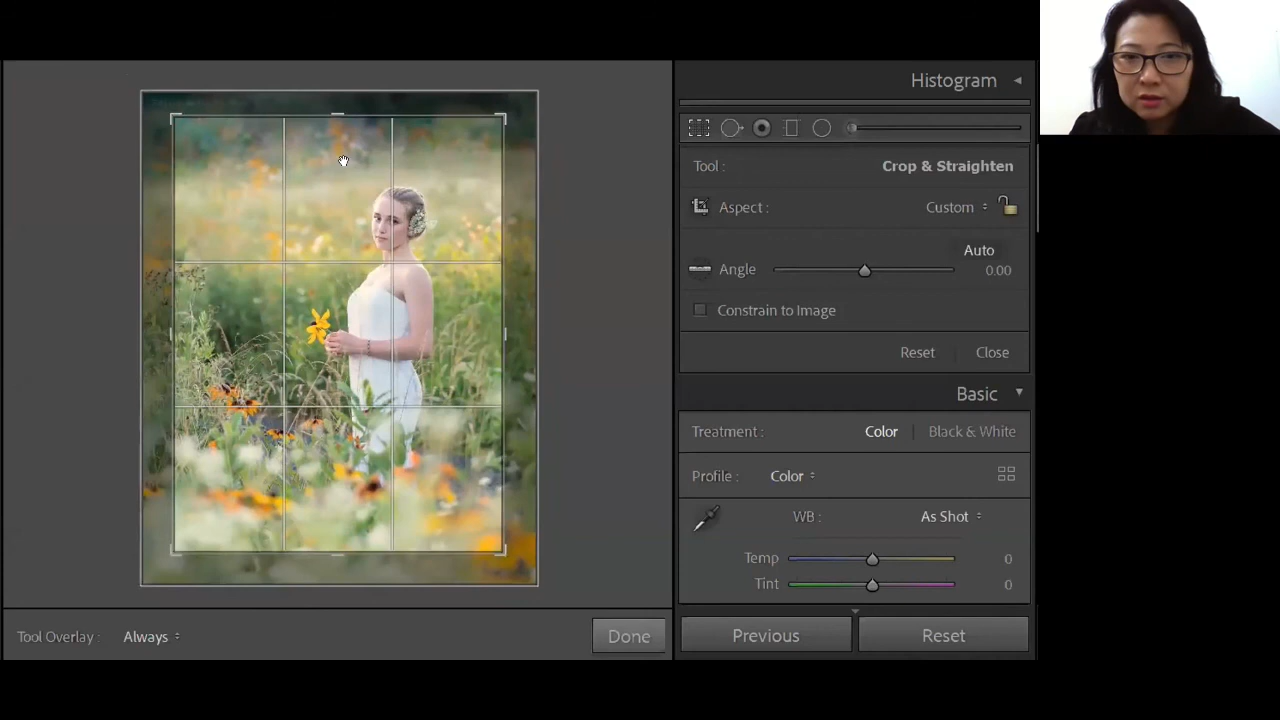 Histogram
Tool :
Crop & Straighten
Aspect :
Custom
Auto
Angle
0.00
Constrain to Image
Reset
Close
Basic
Treatment :
Color
Black & White
Profile :
Color
WB :
As Shot
Temp
0
Tint
0
Tool Overlay :
Always
Done
Previous
Reset